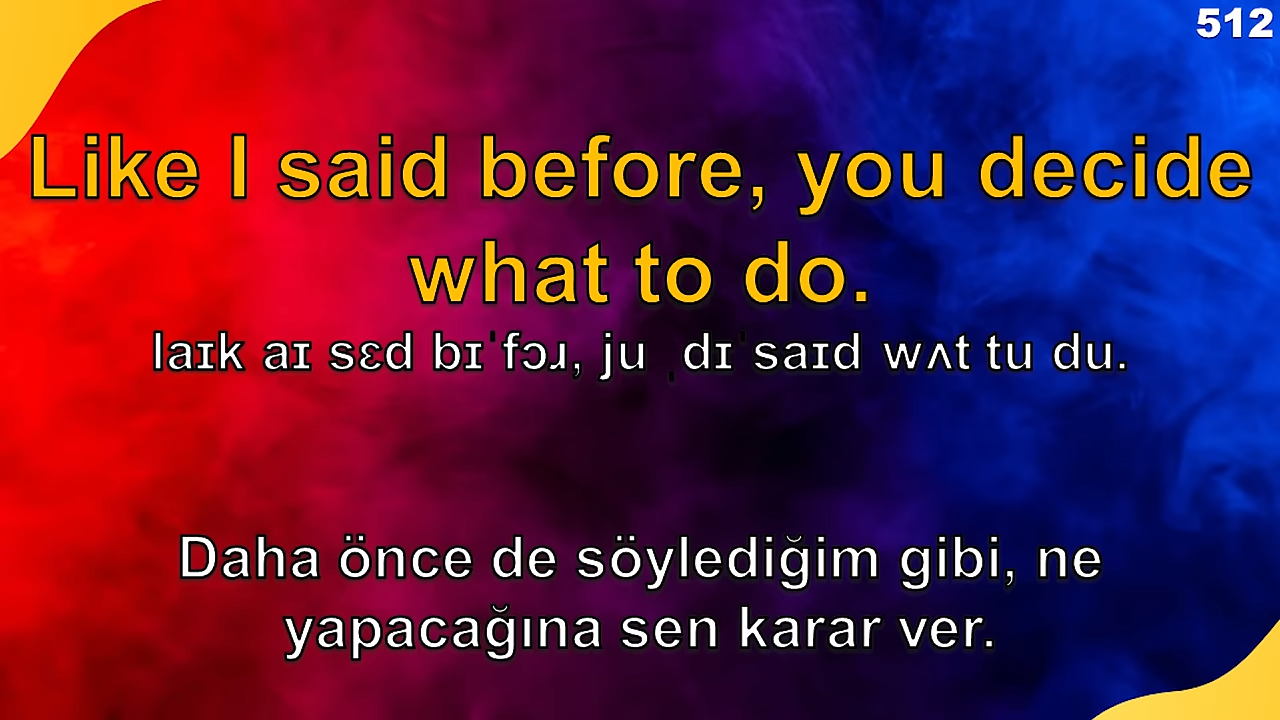 512
Like I said before, you decide
what to do.
laɪk aɪ sɛd bɪˈfɔɹ, ju ˌdɪˈsaɪd wʌt tu du.
Daha önce de söylediğim gibi, ne
yapacağına sen karar ver.